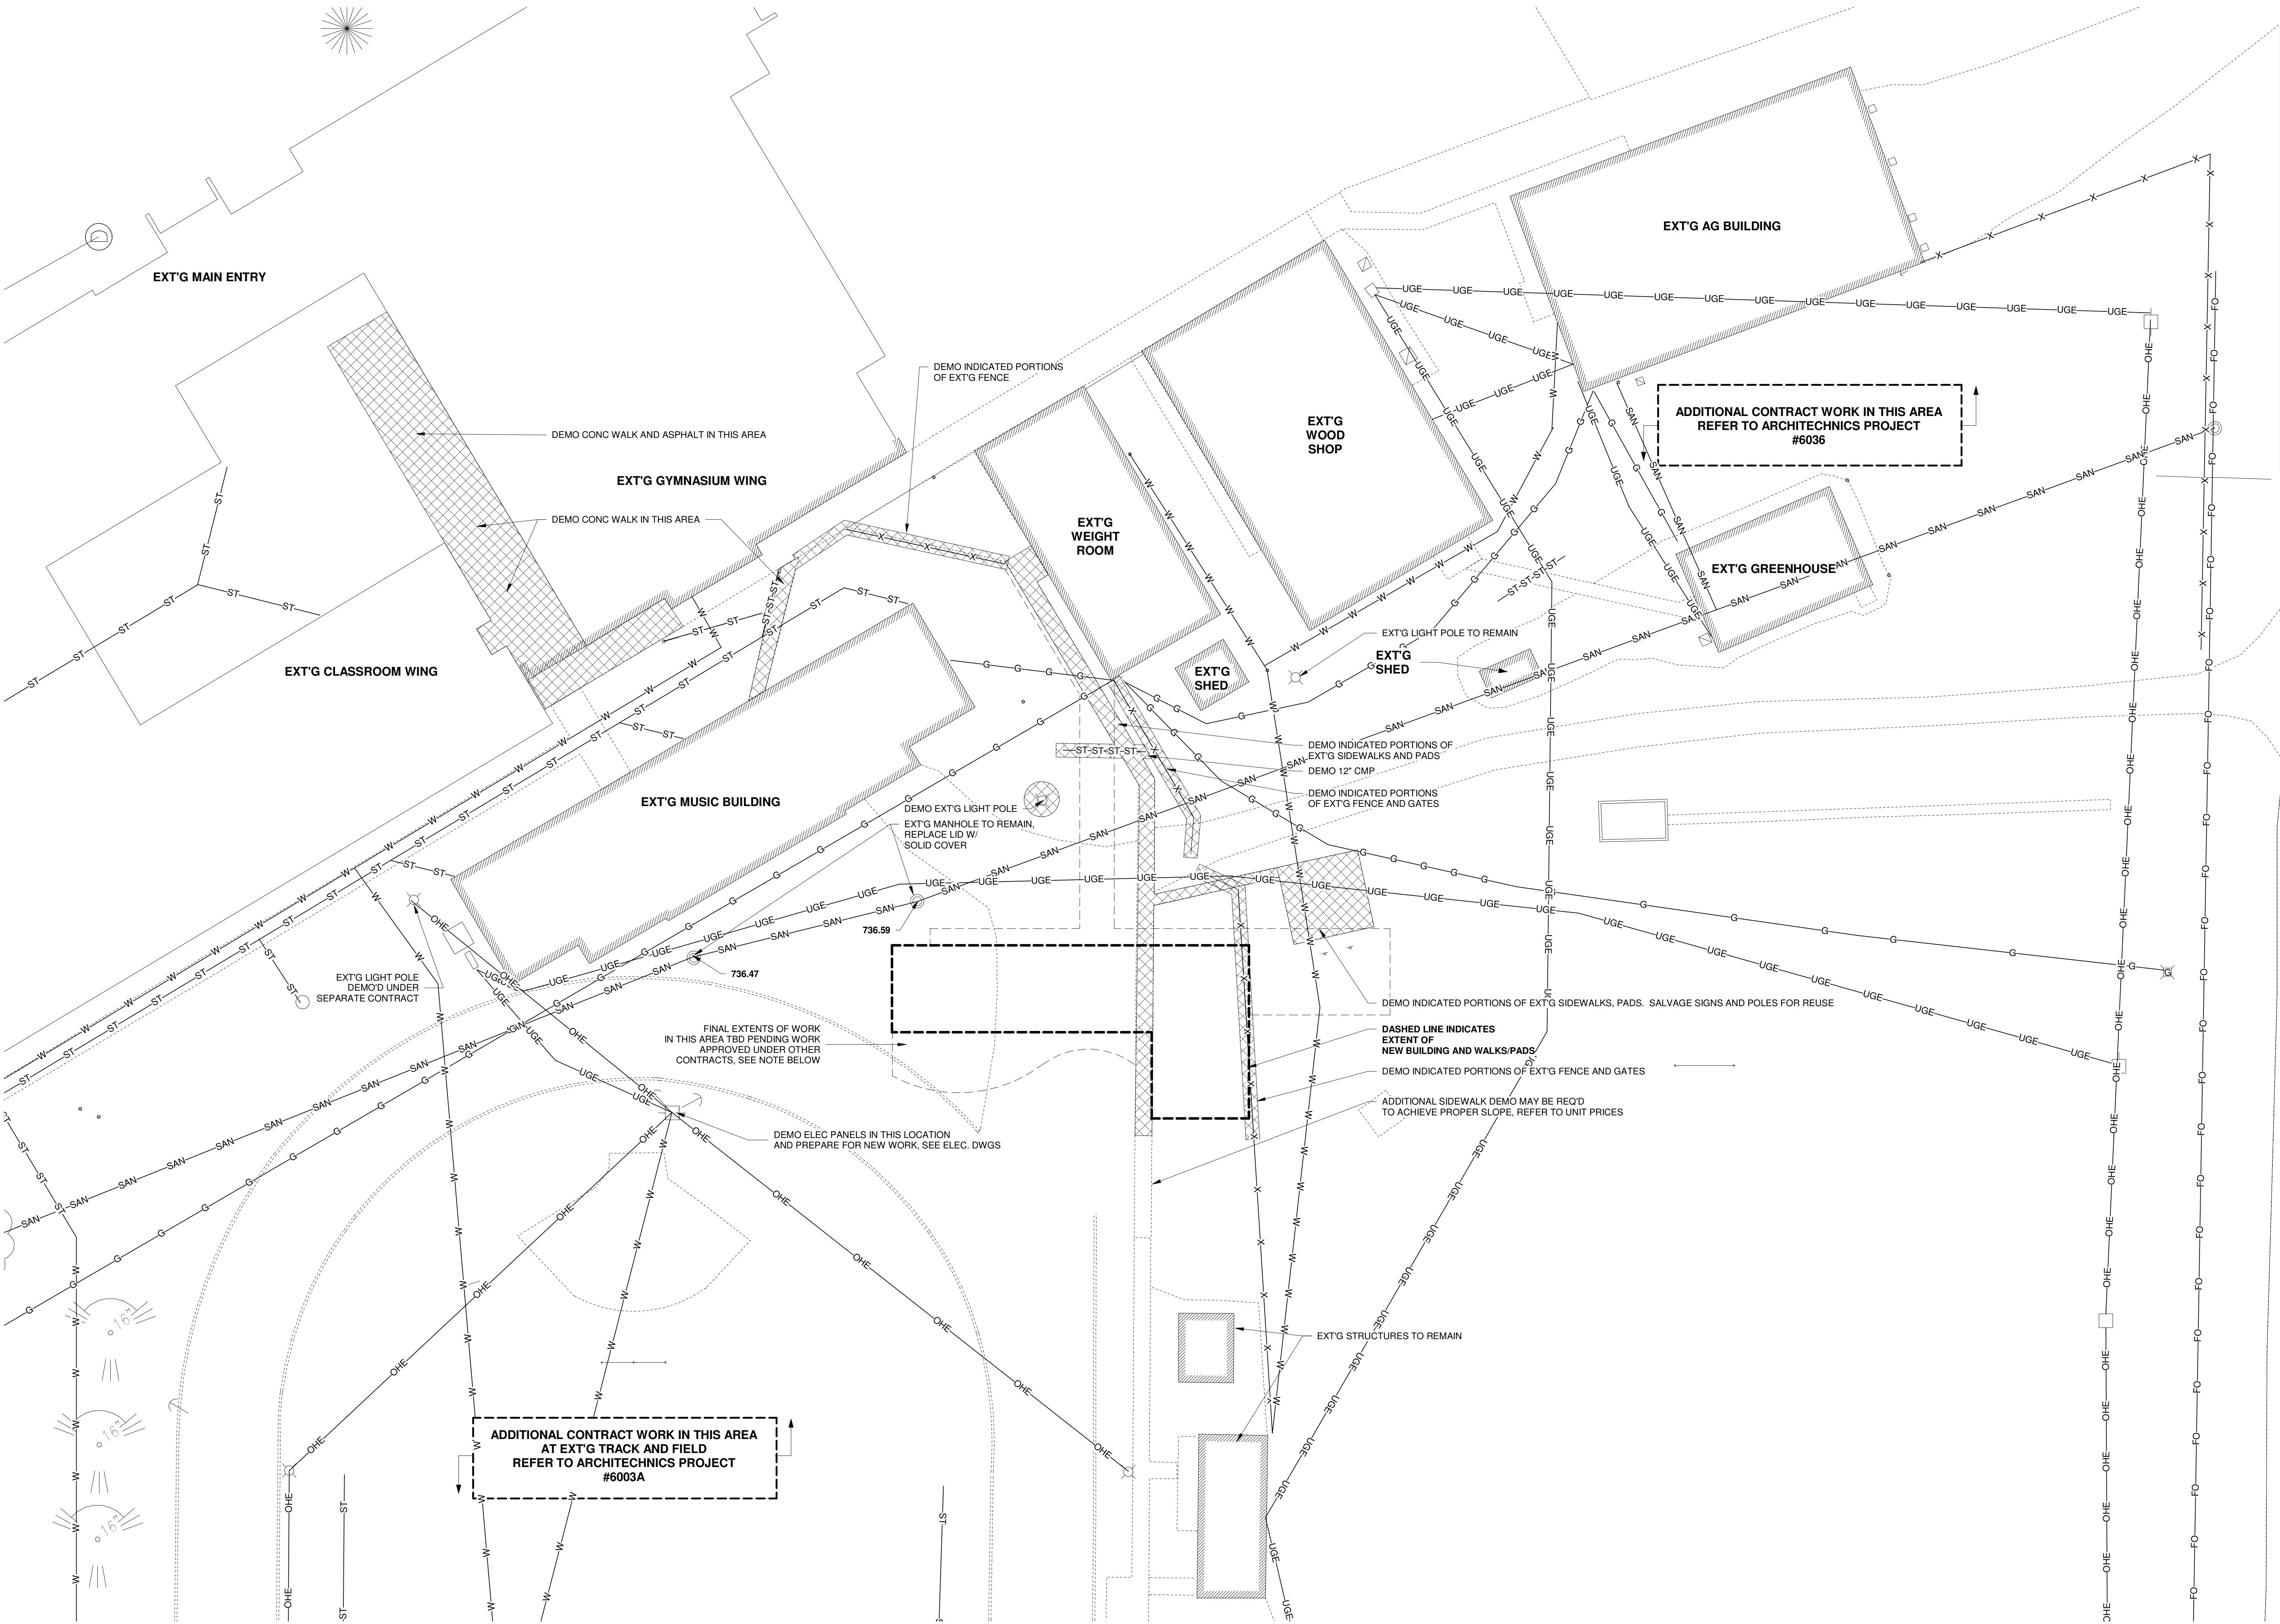 EXT'G MAIN ENTRY
EXT'G AG BUILDING
DEMO INDICATED PORTIONS
OF EXT'G FENCE
DEMO CONC WALK AND ASPHALT IN THIS AREA
EXT'G GYMNASIUM WING
DEMO CONC WALK IN THIS AREA
EXT'G
WEIGHT
ROOM
EXT'G
WOOD
SHOP
ADDITIONAL CONTRACT WORK IN THIS AREA
REFER TO ARCHITECHNICS PROJECT
#6036
EXT'G GREENHOUSE
EXT'G CLASSROOM WING
EXT'G LIGHT POLE TO REMAIN
EXT'G
SHED
EXT'G
SHED
DEMO INDICATED PORTIONS OF
EXT'G SIDEWALKS AND PADS
DEMO 12" CMP
DEMO INDICATED PORTIONS
OF EXT'G FENCE AND GATES
EXT'G MUSIC BUILDING
DEMO EXT'G LIGHT POLE
EXT'G MANHOLE TO REMAIN,
REPLACE LID W/
SOLID COVER
736.59
736.47
EXT'G LIGHT POLE
DEMO'D UNDER
SEPARATE CONTRACT
FINAL EXTENTS OF WORK
IN THIS AREA TBD PENDING WORK
APPROVED UNDER OTHER
CONTRACTS, SEE NOTE BELOW
DEMO INDICATED PORTIONS OF EXT'G SIDEWALKS, PADS. SALVAGE SIGNS AND POLES FOR REUSE
DASHED LINE INDICATES
EXTENT OF
NEW BUILDING AND WALKS/PADS
DEMO INDICATED PORTIONS OF EXT'G FENCE AND GATES
ADDITIONAL SIDEWALK DEMO MAY BE REQ'D
TO ACHIEVE PROPER SLOPE, REFER TO UNIT PRICES
DEMO ELEC PANELS IN THIS LOCATION
AND PREPARE FOR NEW WORK, SEE ELEC. DWGS
EXT'G STRUCTURES TO REMAIN
ADDITIONAL CONTRACT WORK IN THIS AREA
AT EXT'G TRACK AND FIELD
REFER TO ARCHITECHNICS PROJECT
#6003A
16"
16"
16"
D
ST
W
G
SAN
UGE
OHE
X
FO